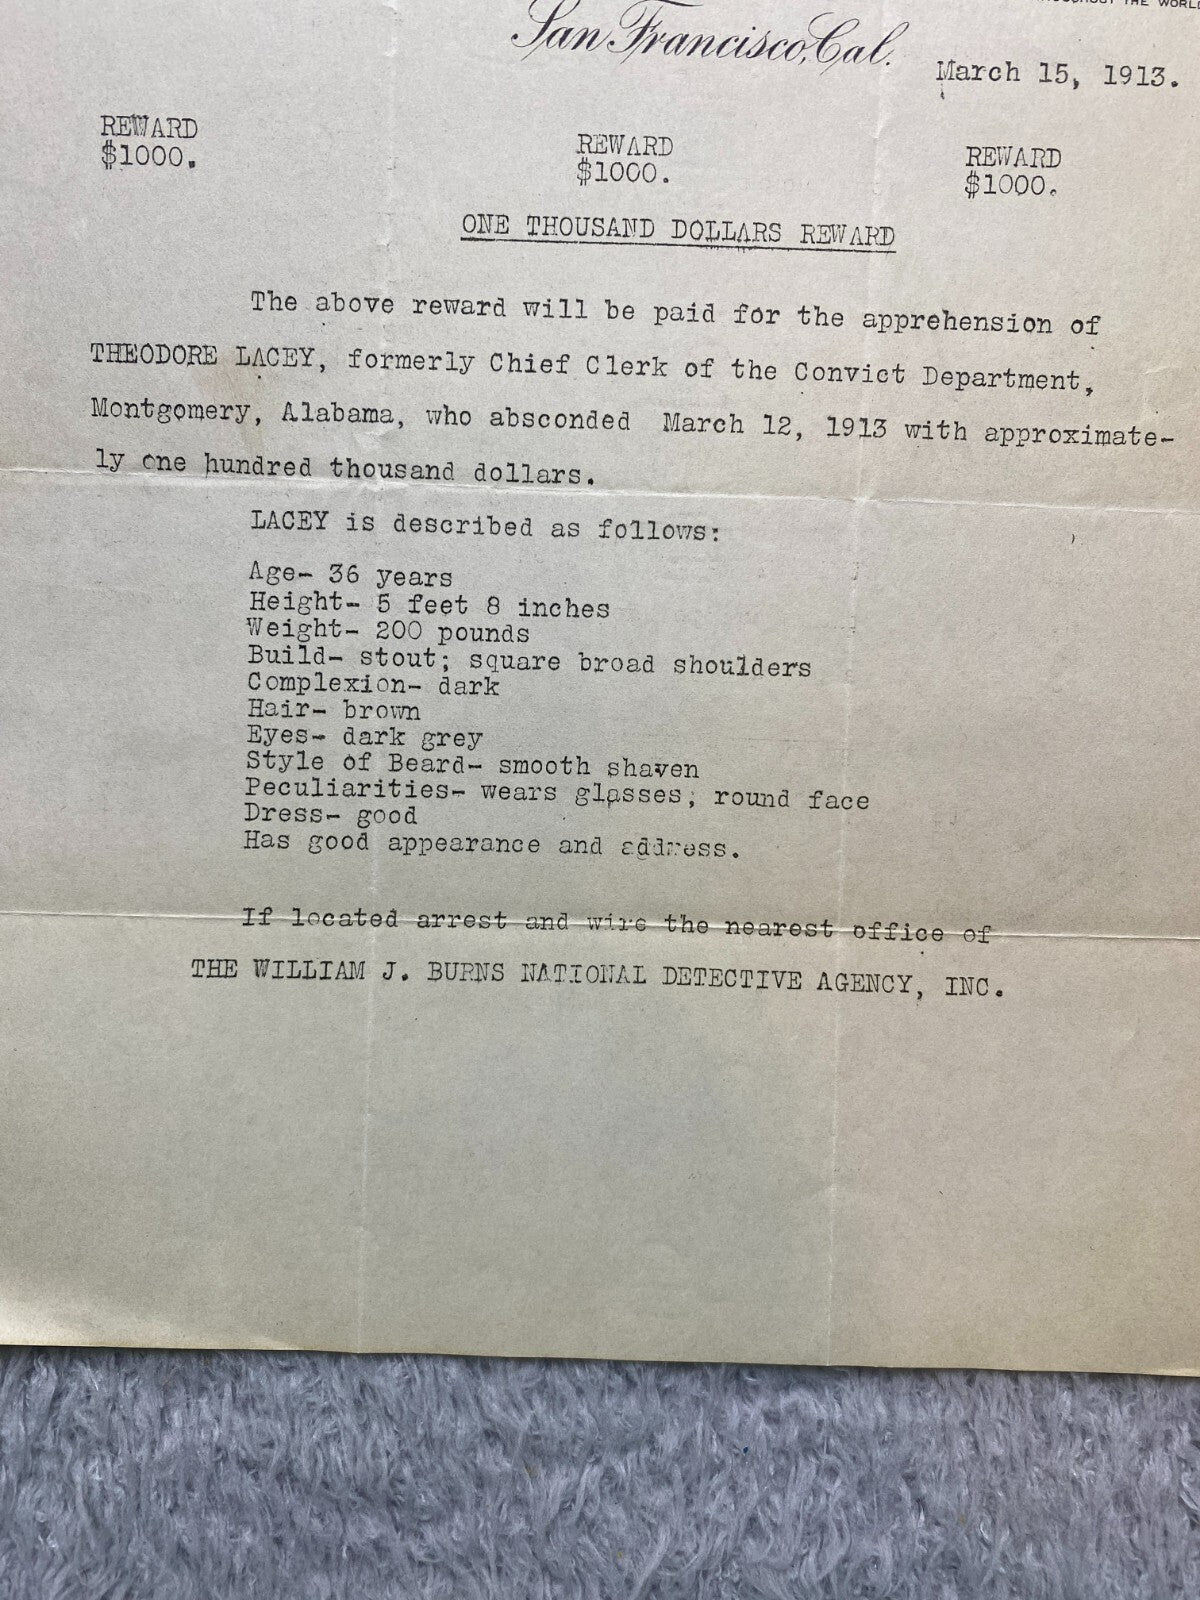 THROUGHOUT THE WORLD
San Francisco, Cal.
March 15, 1913.
REWARD REWARD REWARD
$1000. $1000. $1000.
ONE THOUSAND DOLLARS REWARD
The above reward will be paid for the apprehension of
THEODORE LACEY, formerly Chief Clerk of the Convict Department,
Montgomery, Alabama, who absconded March 12, 1913 with approximate-
ly one hundred thousand dollars.
LACEY is described as follows:
Age- 36 years
Height- 5 feet 8 inches
Weight- 200 pounds
Build- stout; square broad shoulders
Complexion- dark
Hair- brown
Eyes- dark grey
Style of Beard- smooth shaven
Peculiarities- wears glasses; round face
Dress- good
Has good appearance and address.
If located arrest and wire the nearest office of
THE WILLIAM J. BURNS NATIONAL DETECTIVE AGENCY, INC.